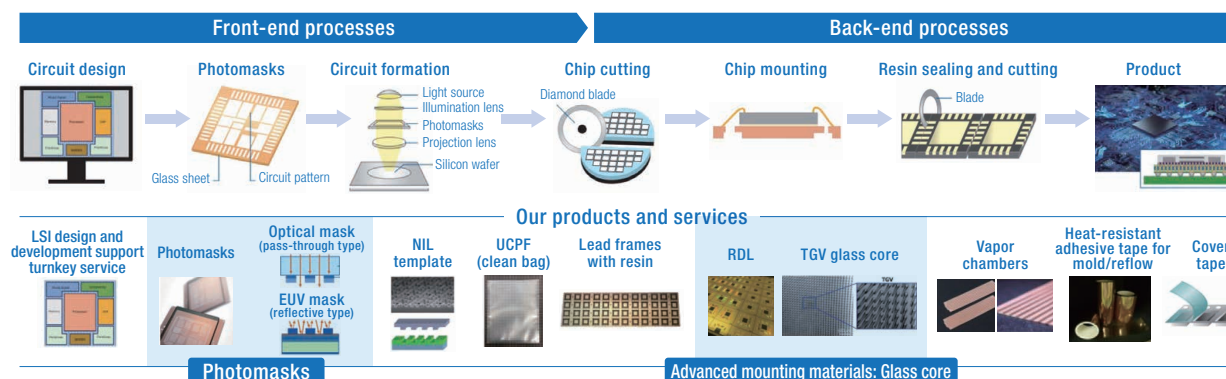 Front-end processes
Back-end processes
Circuit design
Photomasks
Circuit formation
Chip cutting
Chip mounting
Resin sealing and cutting
Product
Light source
Illumination lens
Photomasks
Projection lens
Silicon wafer
Diamond blade
Blade
Glass sheet
Circuit pattern
Our products and services
LSI design and
development support
turnkey service
Photomasks
Optical mask
(pass-through type)
EUV mask
(reflective type)
NIL
template
UCPF
(clean bag)
Lead frames
with resin
RDL
TGV glass core
TGV
Vapor
chambers
Heat-resistant
adhesive tape for
mold/reflow
Cover
tape
Photomasks
Advanced mounting materials: Glass core